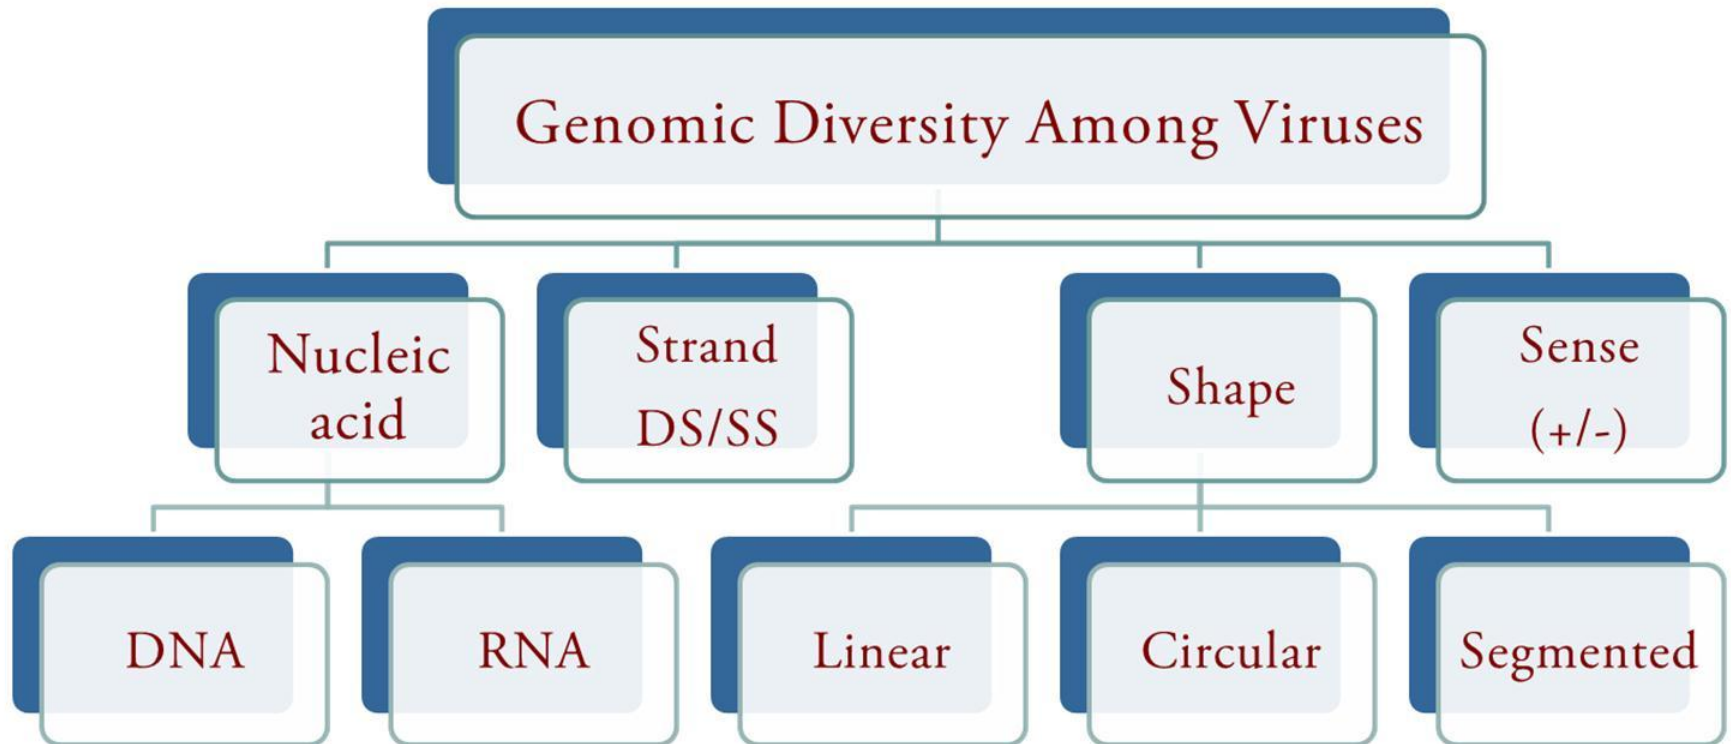 Genomic Diversity Among Viruses
Nucleic
acid
Strand
DS/SS
Shape
Sense
(+/-)
DNA
RNA
Linear
Circular
Segmented